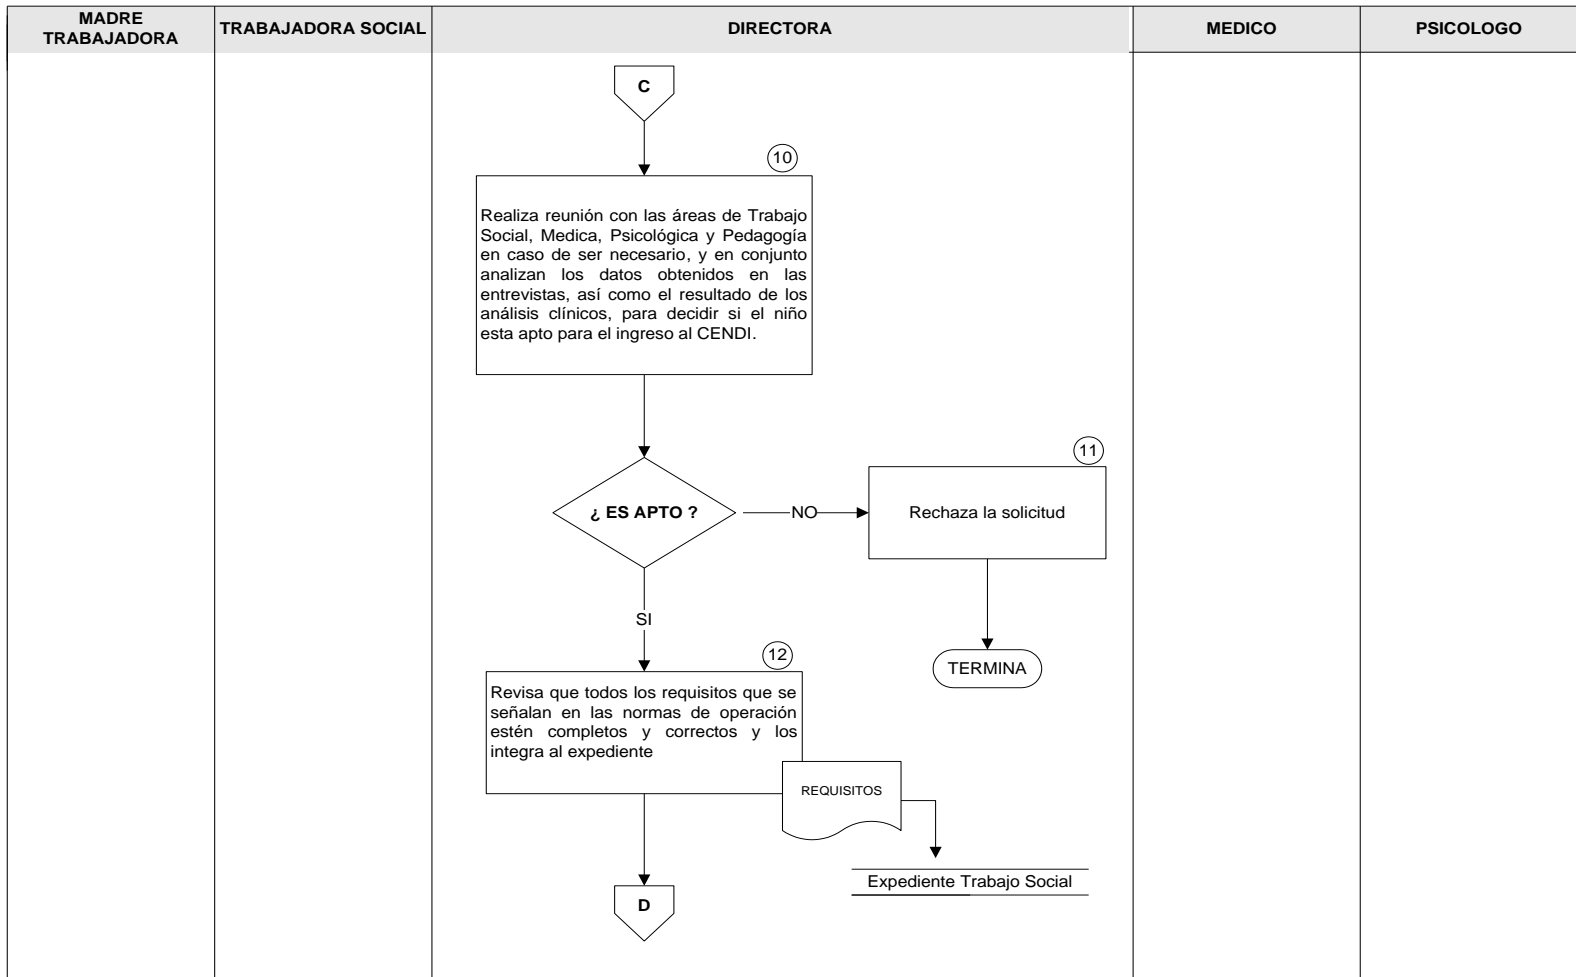 MADRE
TRABAJADORA
TRABAJADORA SOCIAL
DIRECTORA
MEDICO
PSICOLOGO
C
10
Realiza reunión con las áreas de Trabajo
Social, Medica, Psicológica y Pedagogía
en caso de ser necesario, y en conjunto
analizan los datos obtenidos en las
entrevistas, así como el resultado de los
análisis clínicos, para decidir si el niño
esta apto para el ingreso al CENDI.
¿ ES APTO ?
NO
11
Rechaza la solicitud
TERMINA
SI
12
Revisa que todos los requisitos que se
señalan en las normas de operación
estén completos y correctos y los
integra al expediente
REQUISITOS
Expediente Trabajo Social
D